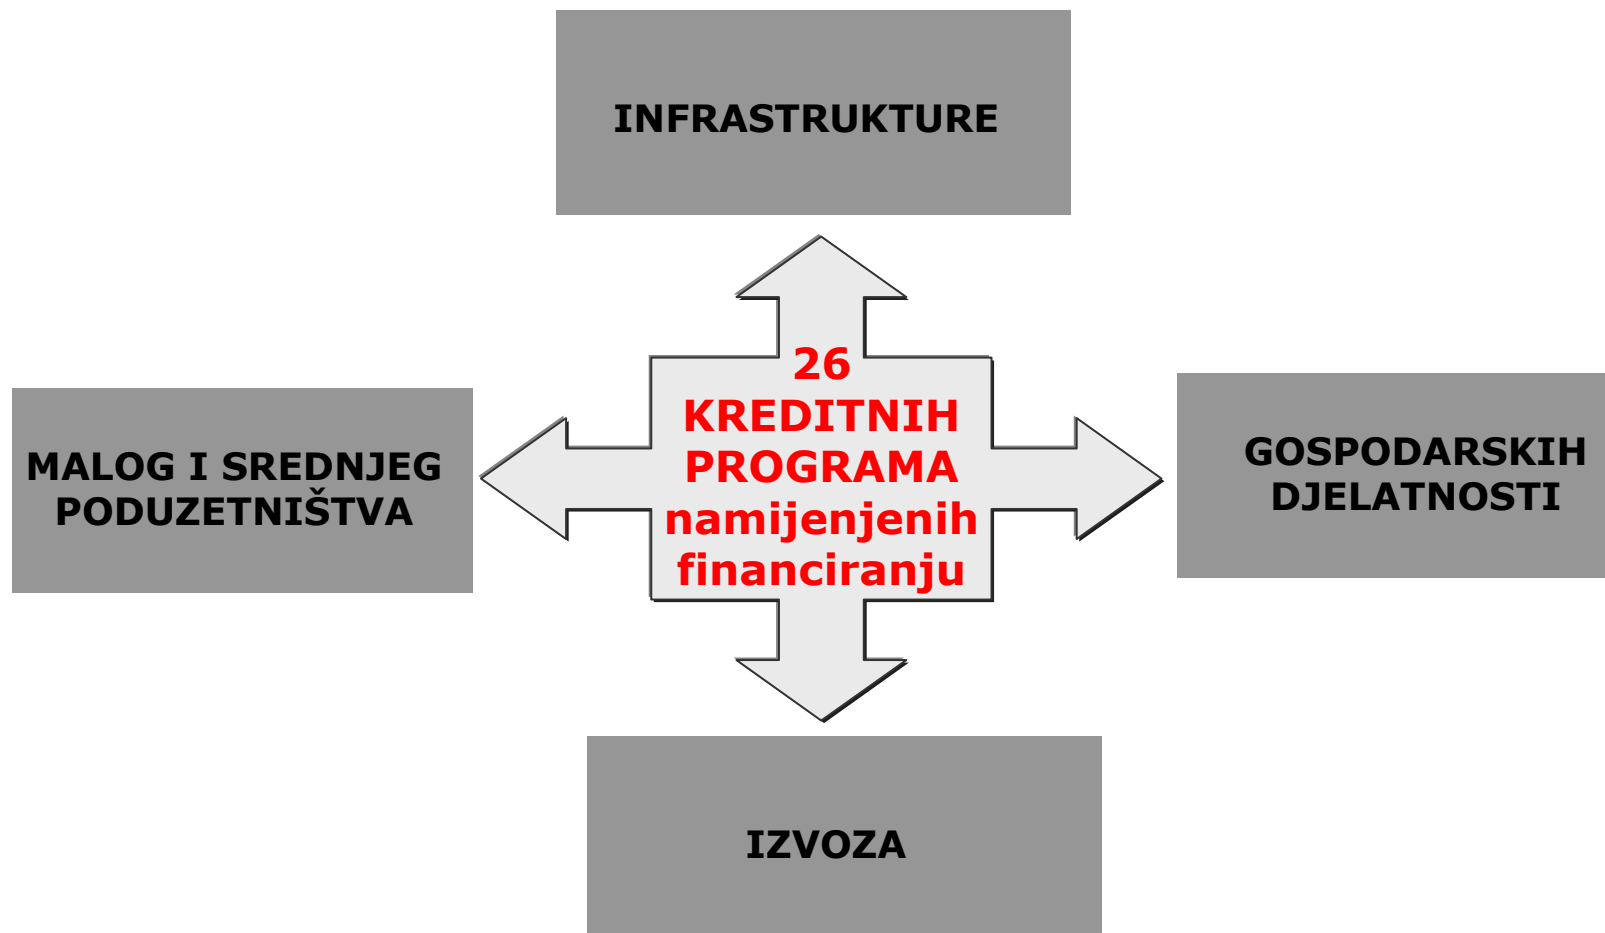 INFRASTRUKTURE
26
KREDITNIH
PROGRAMA
namijenjenih
financiranju
MALOG I SREDNJEG
PODUZETNIŠTVA
GOSPODARSKIH
DJELATNOSTI
IZVOZA